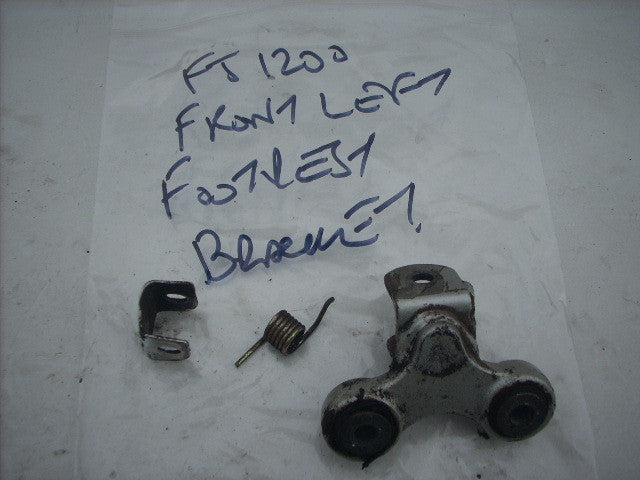 FJ 1200
FRONT LEFT
FOOTREST
BRACKET.